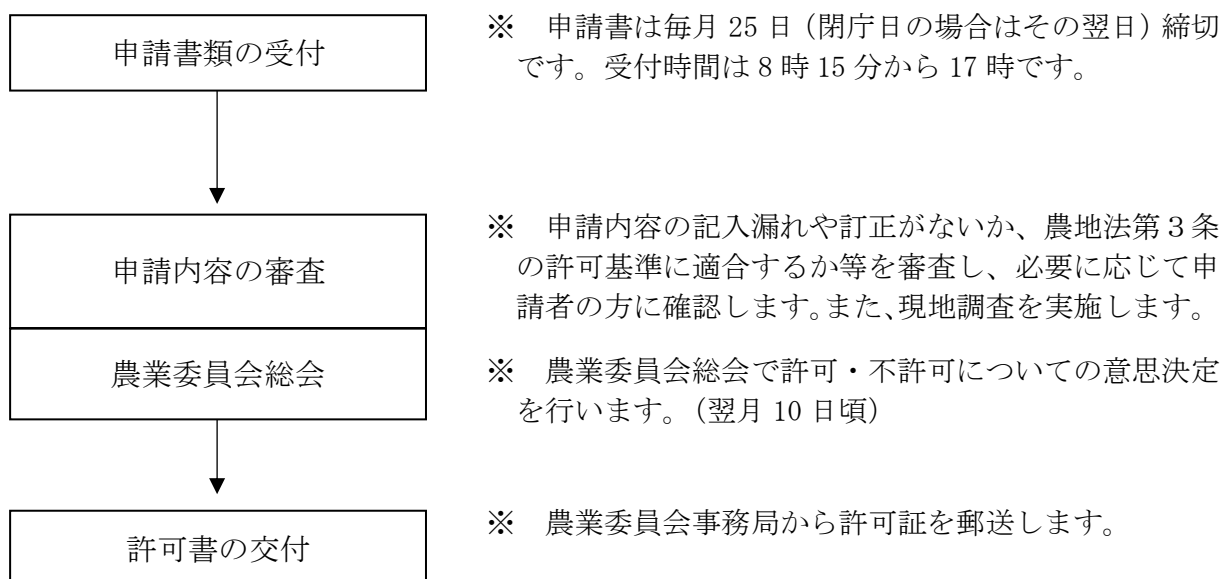 申請書類の受付
※ 申請書は毎月 25 日（閉庁日の場合はその翌日）締切
です。受付時間は 8 時 15 分から 17 時です。
申請内容の審査
※ 申請内容の記入漏れや訂正がないか、農地法第３条
の許可基準に適合するか等を審査し、必要に応じて申
請者の方に確認します。また、現地調査を実施します。
農業委員会総会
※ 農業委員会総会で許可・不許可についての意思決定
を行います。（翌月 10 日頃）
許可書の交付
※ 農業委員会事務局から許可証を郵送します。